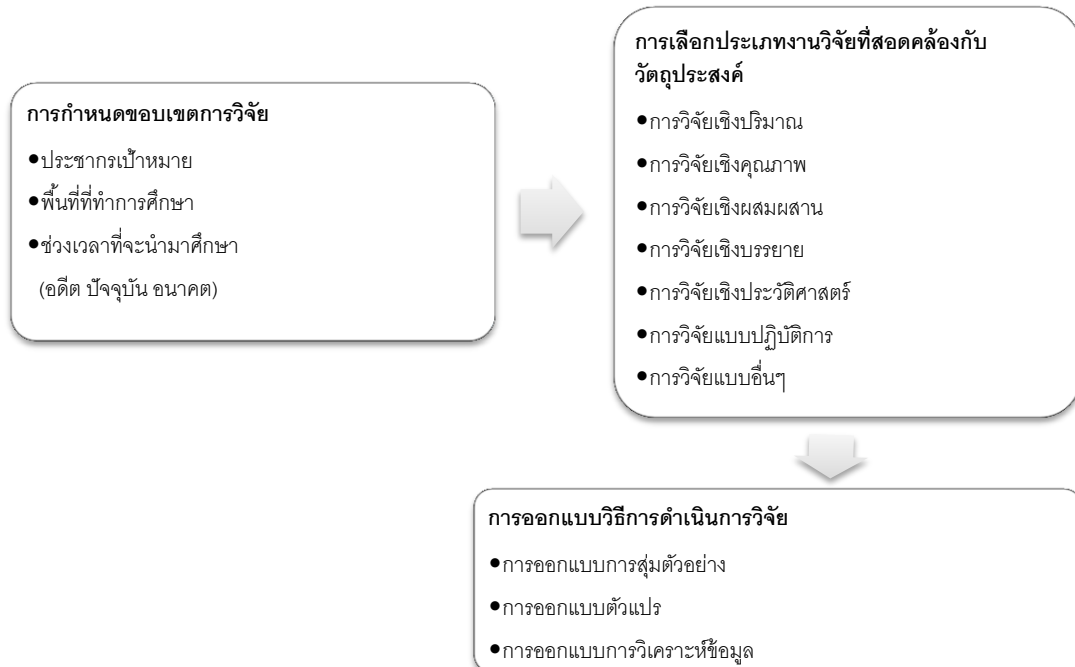 การกำหนดขอบเขตการวิจัย
●ประชากรเป้าหมาย
●พื้นที่ที่ทำการศึกษา
●ช่วงเวลาที่จะนำมาศึกษา
(อดีต ปัจจุบัน อนาคต)
การเลือกประเภทงานวิจัยที่สอดคล้องกับ
วัตถุประสงค์
●การวิจัยเชิงปริมาณ
●การวิจัยเชิงคุณภาพ
●การวิจัยเชิงผสมผสาน
●การวิจัยเชิงบรรยาย
●การวิจัยเชิงประวัติศาสตร์
●การวิจัยแบบปฏิบัติการ
●การวิจัยแบบอื่นๆ
การออกแบบวิธีการดำเนินการวิจัย
●การออกแบบการสุ่มตัวอย่าง
●การออกแบบตัวแปร
●การออกแบบการวิเคราะห์ข้อมูล